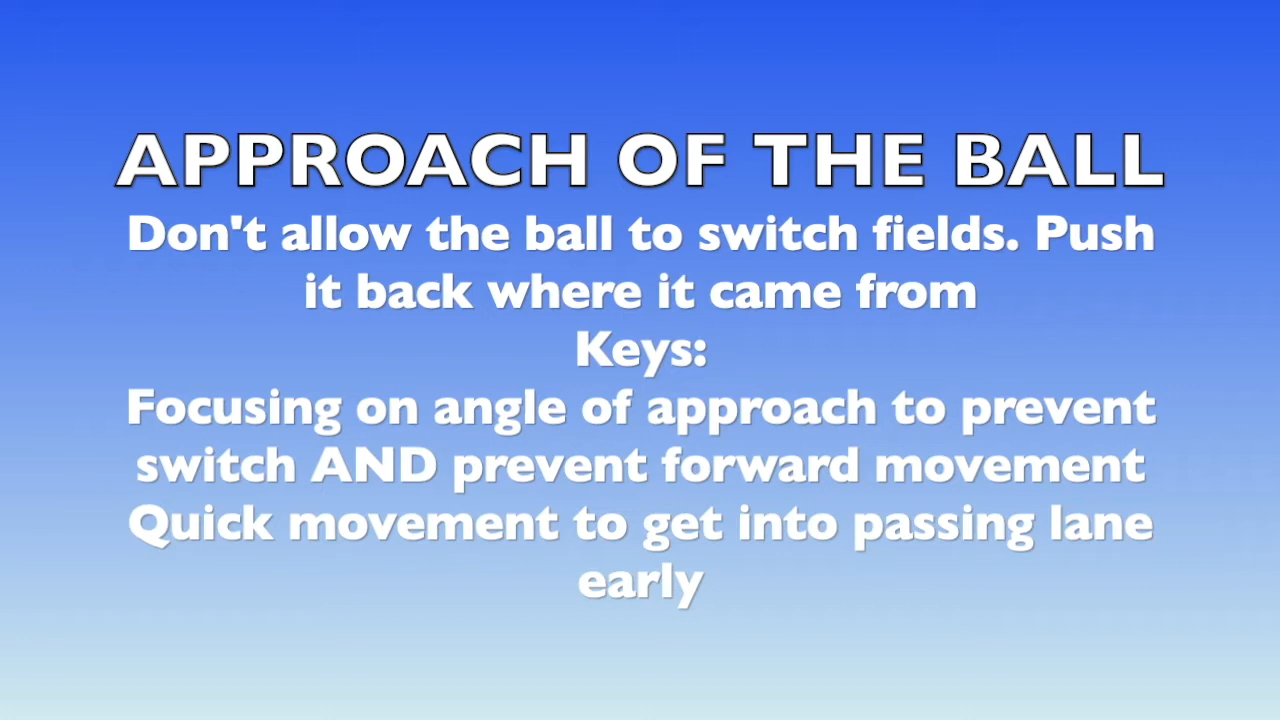 APPROACH OF THE BALL
Don't allow the ball to switch fields. Push
it back where it came from
Keys:
Focusing on angle of approach to prevent
switch AND prevent forward movement
Quick movement to get into passing lane
early